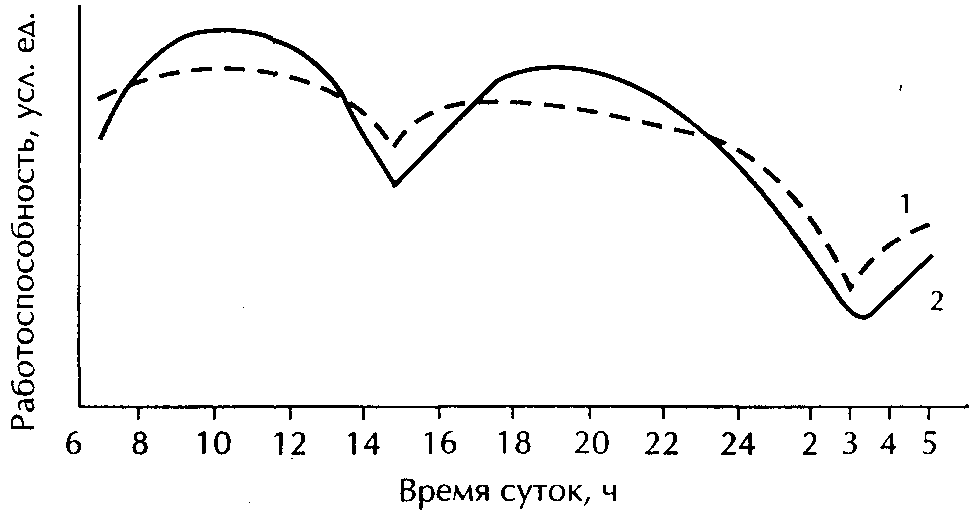 Работоспособность, усл. ед.
1
2
6 8 10 12 14 16 18 20 22 24 2 3 4 5
Время суток, ч